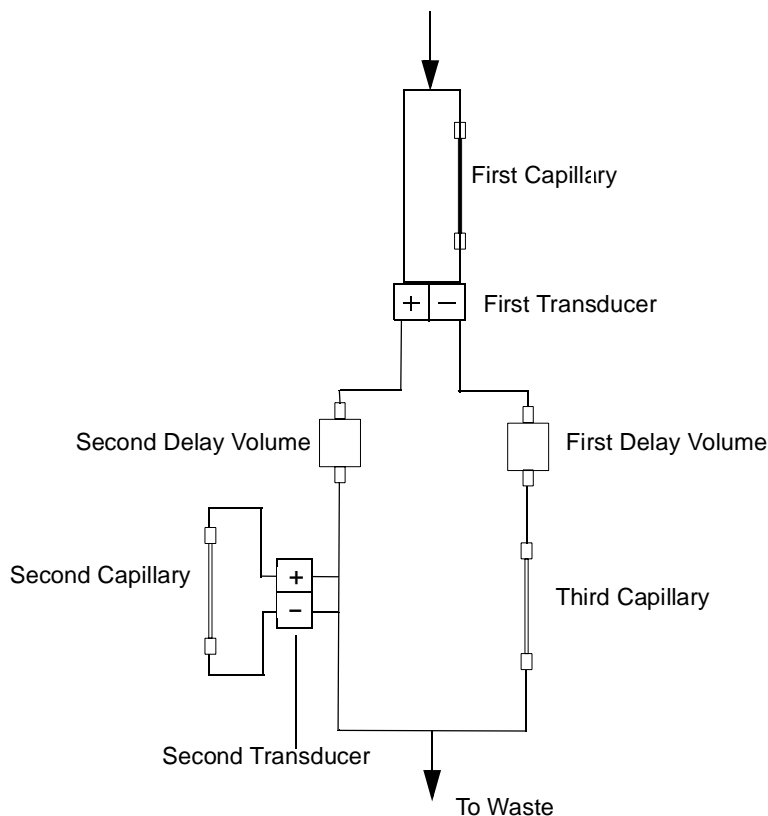 First Capillary
+ −
First Transducer
Second Delay Volume
First Delay Volume
Second Capillary
+
−
Third Capillary
Second Transducer
To Waste